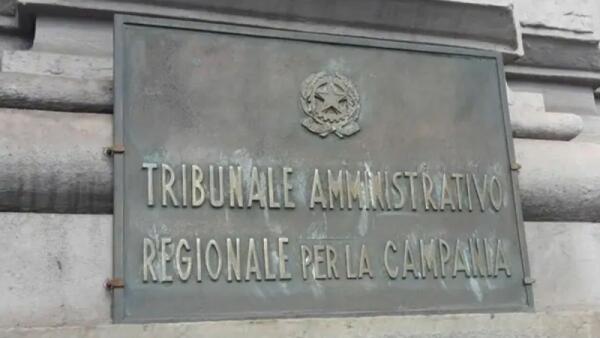 TRIBUNALE AMMINISTRATIVO
REGIONALE PER LA CAMPANIA